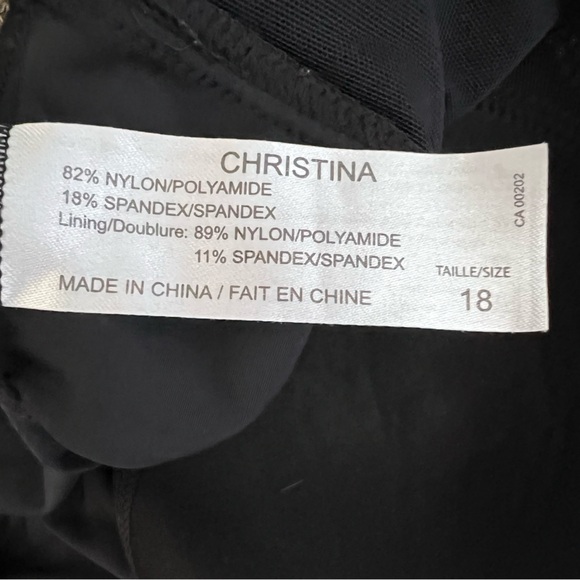 CHRISTINA
82% NYLON/POLYAMIDE
18% SPANDEX/SPANDEX
Lining/Doublure: 89% NYLON/POLYAMIDE
11% SPANDEX/SPANDEX
MADE IN CHINA / FAIT EN CHINE
TAILLE/SIZE
18
CA 00202